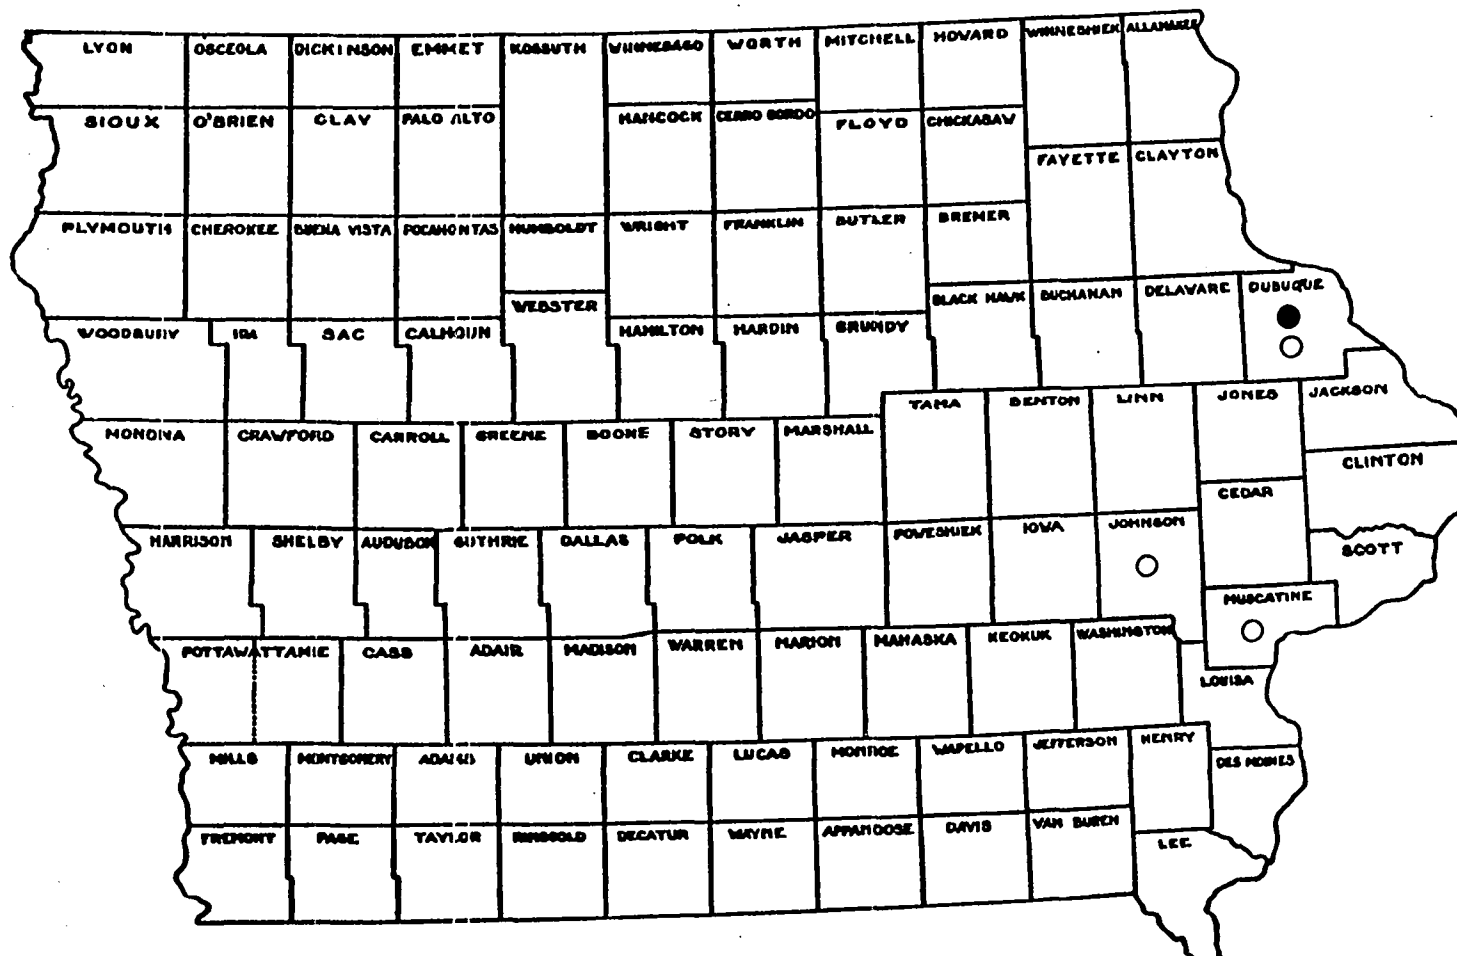 LYON OSCEOLA DICKINSON EMMET KOSSUTH WINNEBAGO WORTH MITCHELL HOWARD WINNESHIEK ALLAMAKEE
SIOUX O'BRIEN CLAY PALO ALTO HANCOCK CERRO GORDO FLOYD CHICKASAW
FAYETTE CLAYTON
PLYMOUTH CHEROKEE BUENA VISTA POCAHONTAS HUMBOLDT WRIGHT FRANKLIN BUTLER BREMER
WEBSTER BLACK HAWK BUCHANAN DELAWARE DUBUQUE
WOODBURY IDA SAC CALHOUN HAMILTON HARDIN GRUNDY
TAMA BENTON LINN JONES JACKSON
MONONA CRAWFORD CARROLL GREENE BOONE STORY MARSHALL
CLINTON
CEDAR
HARRISON SHELBY AUDUBON GUTHRIE DALLAS POLK JASPER POWESHIEK IOWA JOHNSON
SCOTT
MUSCATINE
POTTAWATTAMIE CASS ADAIR MADISON WARREN MARION MAHASKA KEOKUK WASHINGTON
LOUISA
MILLS MONTGOMERY ADAMS UNION CLARKE LUCAS MONROE WAPELLO JEFFERSON HENRY
DES MOINES
FREMONT PAGE TAYLOR RINGGOLD DECATUR WAYNE APPANOOSE DAVIS VAN BUREN
LEE